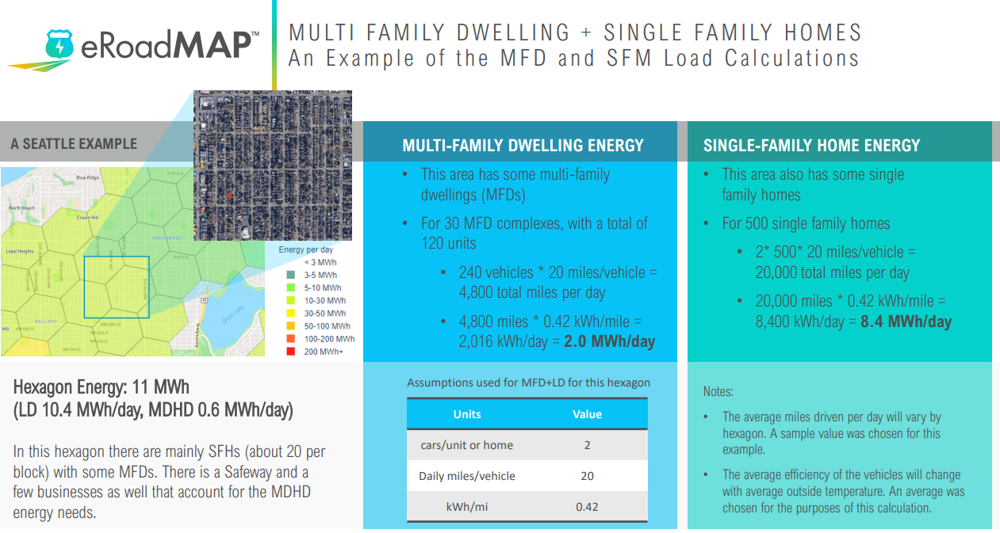 eRoadMAP™
MULTI FAMILY DWELLING + SINGLE FAMILY HOMES
An Example of the MFD and SFM Load Calculations
A SEATTLE EXAMPLE
Blue Ridge
North Beach
Crown Hill
GREENWOOD
Loyal Heights
BALLARD
Hill
Green Lake
Energy per day
< 3 MWh
3-5 MWh
5-10 MWh
10-30 MWh
30-50 MWh
50-100 MWh
100-200 MWh
200 MWh+
Hexagon Energy: 11 MWh
(LD 10.4 MWh/day, MDHD 0.6 MWh/day)
In this hexagon there are mainly SFHs (about 20 per
block) with some MFDs. There is a Safeway and a
few businesses as well that account for the MDHD
energy needs.
MULTI-FAMILY DWELLING ENERGY
• This area has some multi-family
dwellings (MFDs)
• For 30 MFD complexes, with a total of
120 units
• 240 vehicles * 20 miles/vehicle =
4,800 total miles per day
• 4,800 miles * 0.42 kWh/mile =
2,016 kWh/day = 2.0 MWh/day
Assumptions used for MFD+LD for this hexagon
Units Value
cars/unit or home 2
Daily miles/vehicle 20
kWh/mi 0.42
SINGLE-FAMILY HOME ENERGY
• This area also has some single
family homes
• For 500 single family homes
• 2* 500* 20 miles/vehicle =
20,000 total miles per day
• 20,000 miles * 0.42 kWh/mile =
8,400 kWh/day = 8.4 MWh/day
Notes:
• The average miles driven per day will vary by
hexagon. A sample value was chosen for this
example.
• The average efficiency of the vehicles will change
with average outside temperature. An average was
chosen for the purposes of this calculation.